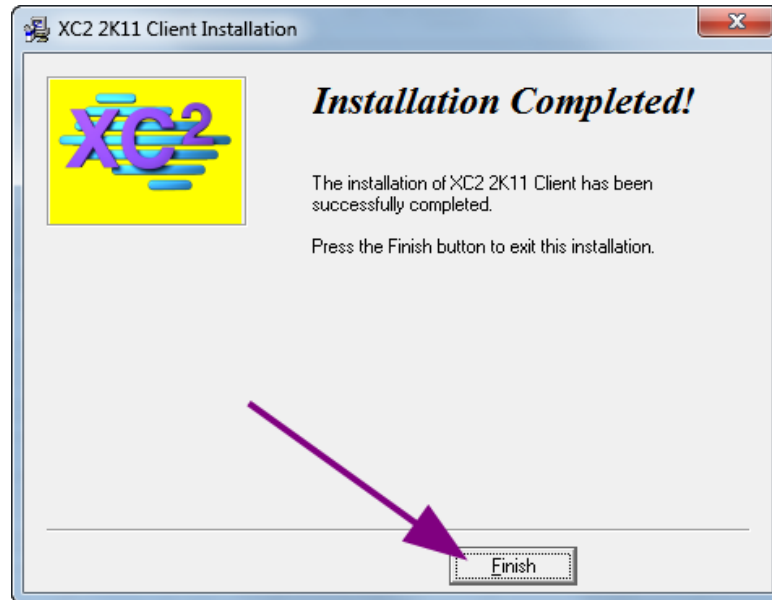 XC2 2K11 Client Installation
XC2
Installation Completed!
The installation of XC2 2K11 Client has been
successfully completed.
Press the Finish button to exit this installation.
Finish